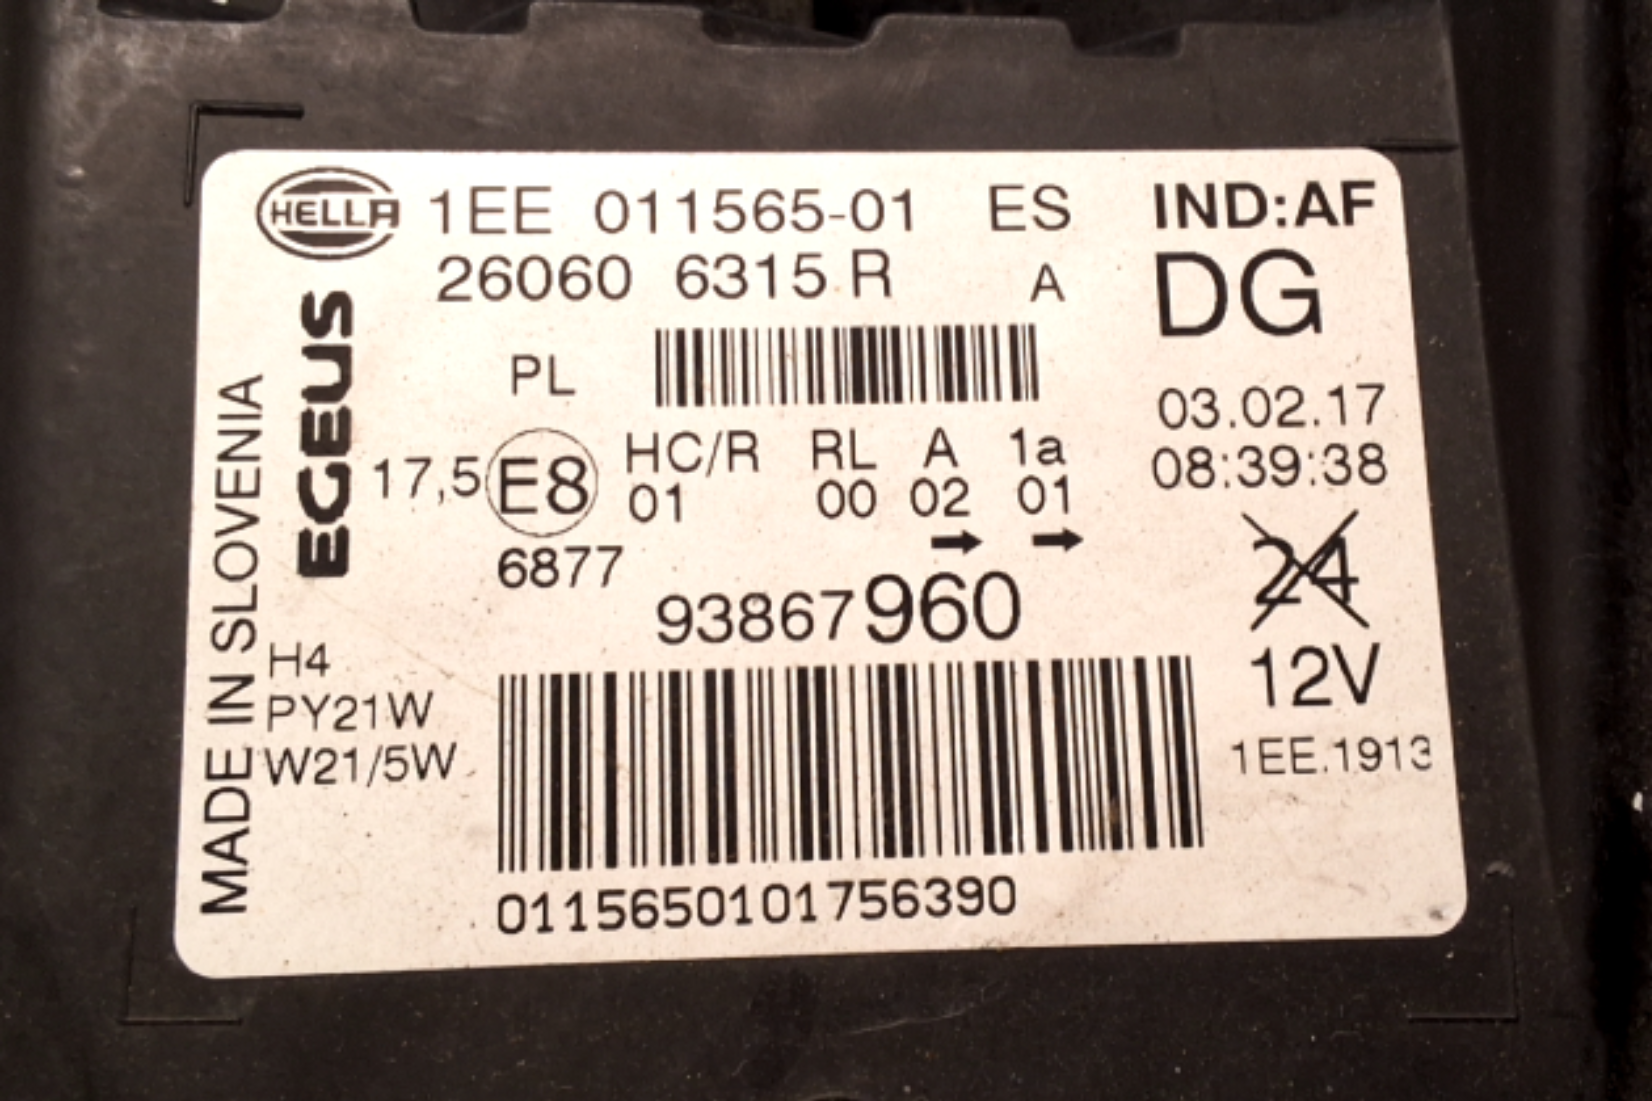 HELLA 1EE 011565-01 ES IND:AF
26060 6315 R A DG
MADE IN SLOVENIA
EGEUS
PL
03.02.17
17,5 E8 HC/R RL A 1a
01 00 02 01
08:39:38
6877
24
93867960
12V
H4
PY21W
W21/5W
1EE.1913
0115650101756390